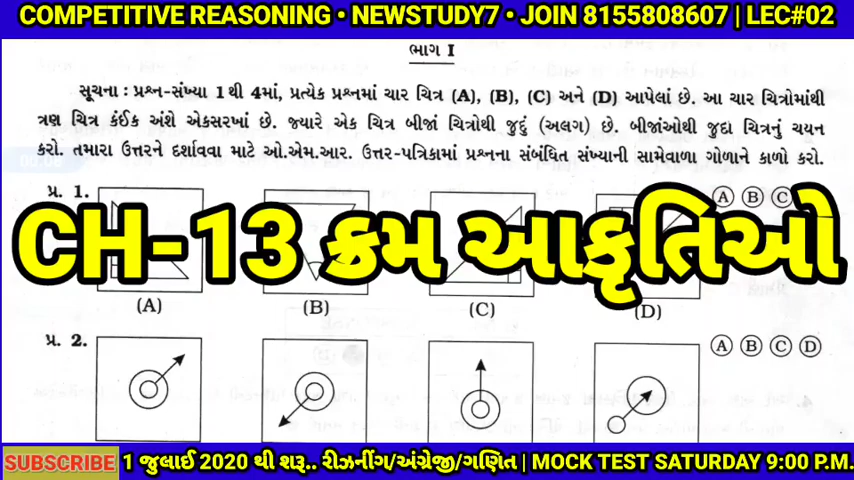 COMPETITIVE REASONING • NEWSTUDY7 • JOIN 8155808607 | LEC#02
ભાગ I
સૂચના : પ્રશ્ન-સંખ્યા 1 થી 4માં, પ્રત્યેક પ્રશ્નમાં ચાર ચિત્ર (A), (B), (C) અને (D) આપેલાં છે. આ ચાર ચિત્રોમાંથી
ત્રણ ચિત્ર કંઈક અંશે એકસરખાં છે. જ્યારે એક ચિત્ર બીજાં ચિત્રોથી જુદું (અલગ) છે. બીજાંઓથી જુદા ચિત્રનું ચયન
કરો. તમારા ઉત્તરને દર્શાવવા માટે ઓ.એમ.આર. ઉત્તર-પત્રિકામાં પ્રશ્નના સંબંધિત સંખ્યાની સામેવાળા ગોળાને કાળો કરો.
પ્ર. 1.
A B C
CH-13 ક્રમ આકૃતિઓ
(A) (B) (C) (D)
પ્ર. 2.
A B C D
SUBSCRIBE 1 જુલાઈ 2020 થી શરૂ.. રીઝનીંગ/અંગ્રેજી/ગણિત | MOCK TEST SATURDAY 9:00 P.M.